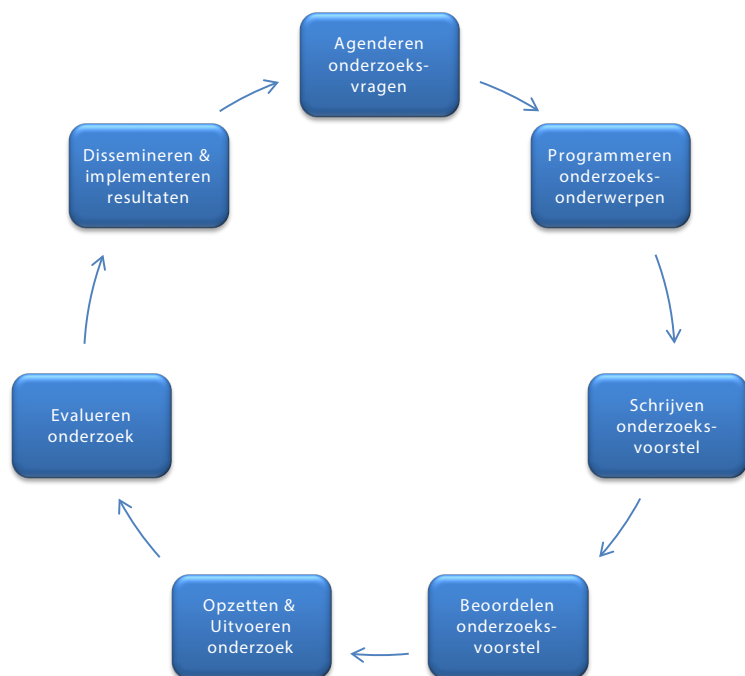 Agenderen
onderzoeks-
vragen
Programmeren
onderzoeks-
onderwerpen
Schrijven
onderzoeks-
voorstel
Beoordelen
onderzoeks-
voorstel
Opzetten &
Uitvoeren
onderzoek
Evalueren
onderzoek
Dissemineren &
implementeren
resultaten